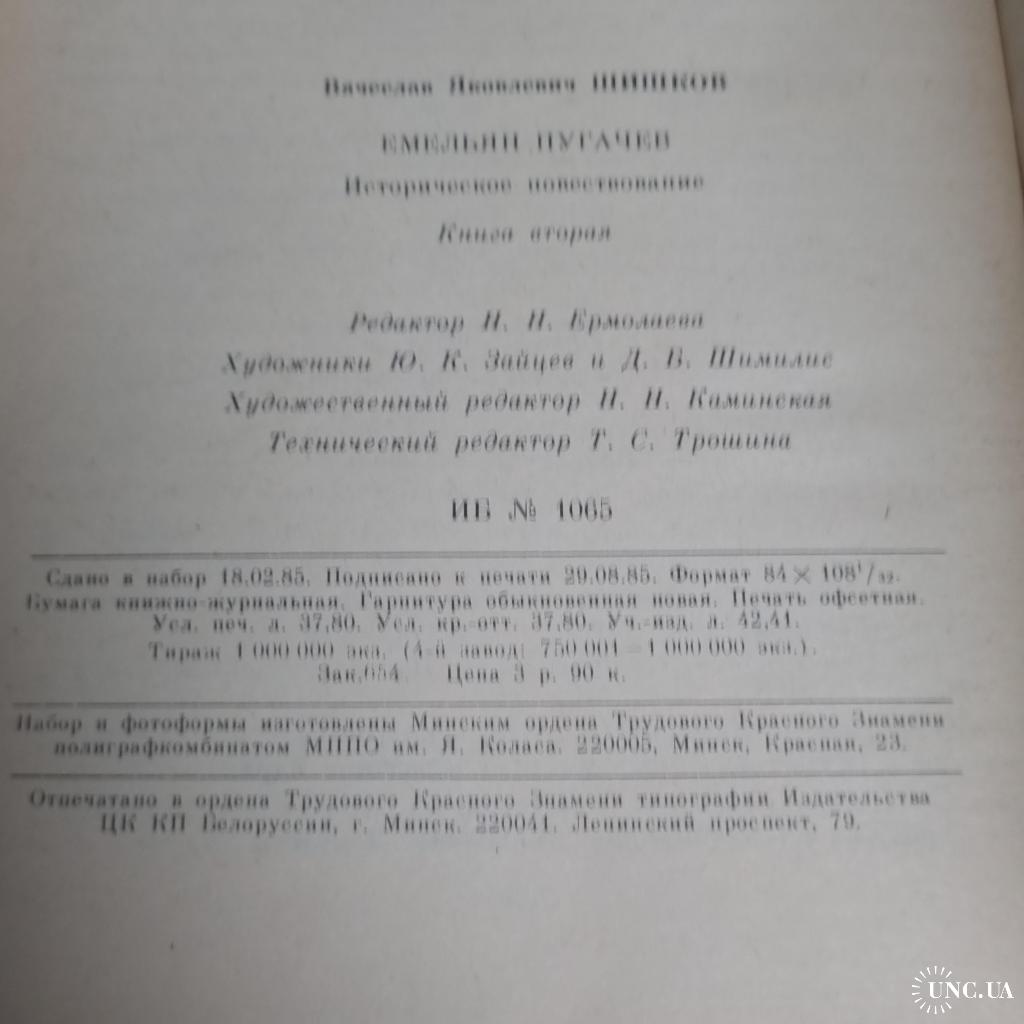 Вячеслав Яковлевич ШИШКОВ
ЕМЕЛЬЯН ПУГАЧЕВ
Историческое повествование
Книга вторая
Редактор Н. Н. Ермолаева
Художники Ю. К. Зайцев и Д. В. Шимилис
Художественный редактор Н. Н. Каминская
Технический редактор Т. С. Трошина
ИБ № 1065
Сдано в набор 18.02.85. Подписано к печати 29.08.85. Формат 84×108¹/₃₂.
Бумага книжно-журнальная. Гарнитура обыкновенная новая. Печать офсетная.
Усл. печ. л. 37,80. Усл. кр.-отт. 37,80. Уч.-изд. л. 42,41.
Тираж 1 000 000 экз. (4-й завод: 750 001—1 000 000 экз.).
Зак.654. Цена 3 р. 90 к.
Набор и фотоформы изготовлены Минским ордена Трудового Красного Знамени
полиграфкомбинатом МППО им. Я. Коласа. 220005, Минск, Красная, 23.
Отпечатано в ордена Трудового Красного Знамени типографии Издательства
ЦК КП Белоруссии, г. Минск. 220041. Ленинский проспект, 79.
UNC.UA